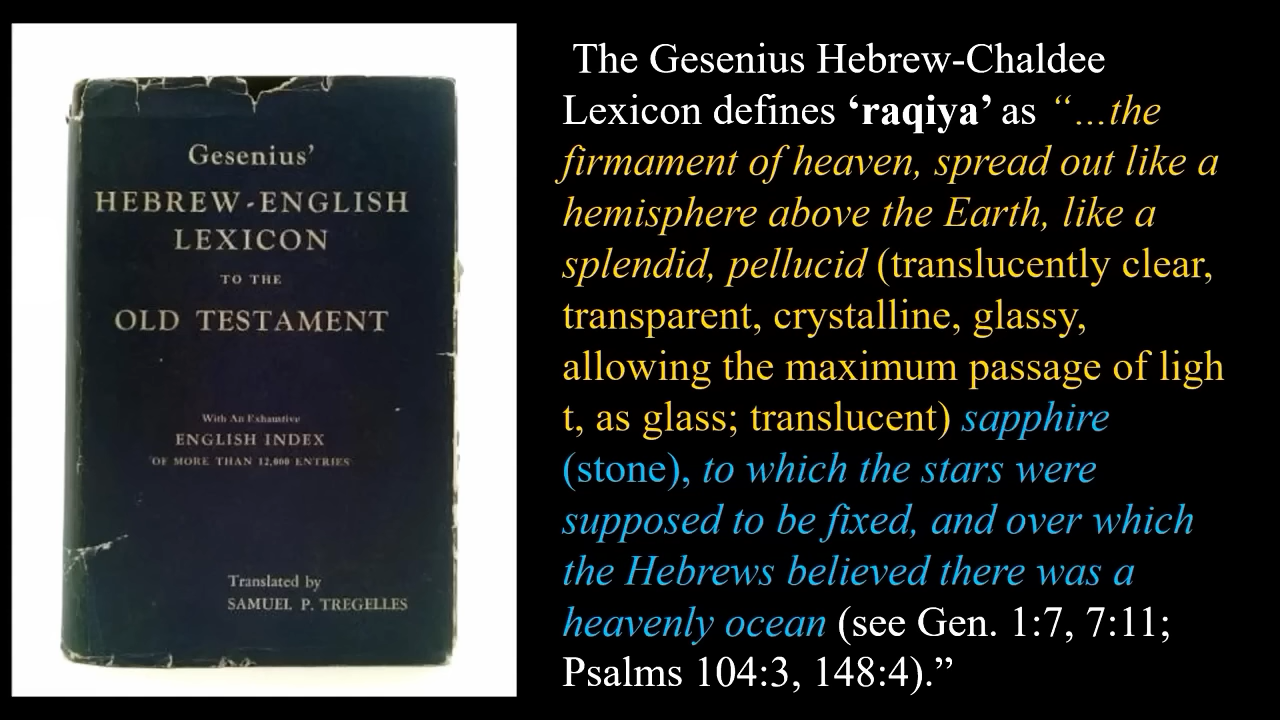 Gesenius'
HEBREW-ENGLISH
LEXICON
TO THE
OLD TESTAMENT
With An Exhaustive
ENGLISH INDEX
OF MORE THAN 12,000 ENTRIES
Translated by
SAMUEL P. TREGELLES
The Gesenius Hebrew-Chaldee
Lexicon defines ‘raqiya’ as “…the
firmament of heaven, spread out like a
hemisphere above the Earth, like a
splendid, pellucid (translucently clear,
transparent, crystalline, glassy,
allowing the maximum passage of ligh
t, as glass; translucent) sapphire
(stone), to which the stars were
supposed to be fixed, and over which
the Hebrews believed there was a
heavenly ocean (see Gen. 1:7, 7:11;
Psalms 104:3, 148:4).”